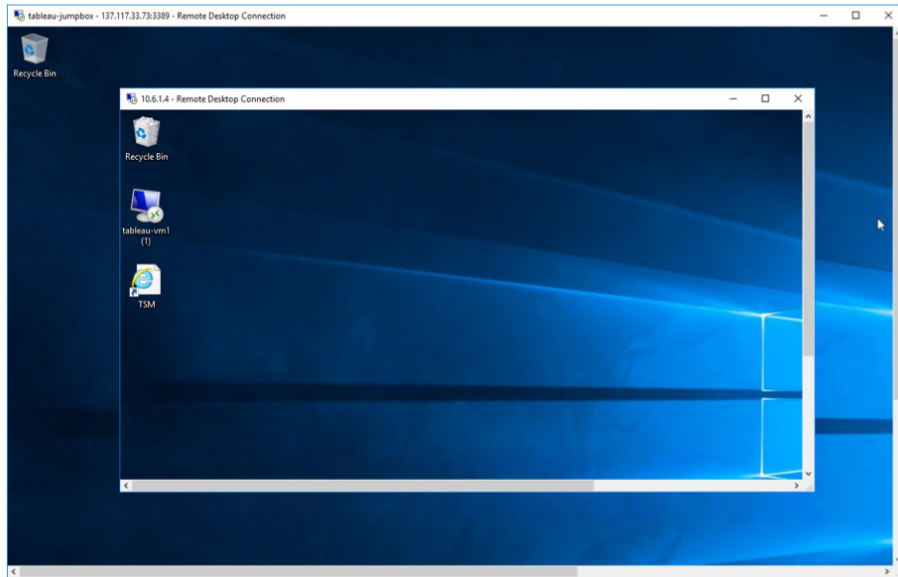 tableau-jumpbox - 137.117.33.73:3389 - Remote Desktop Connection
Recycle Bin
10.6.1.4 - Remote Desktop Connection
Recycle Bin
tableau-vm1
(1)
TSM